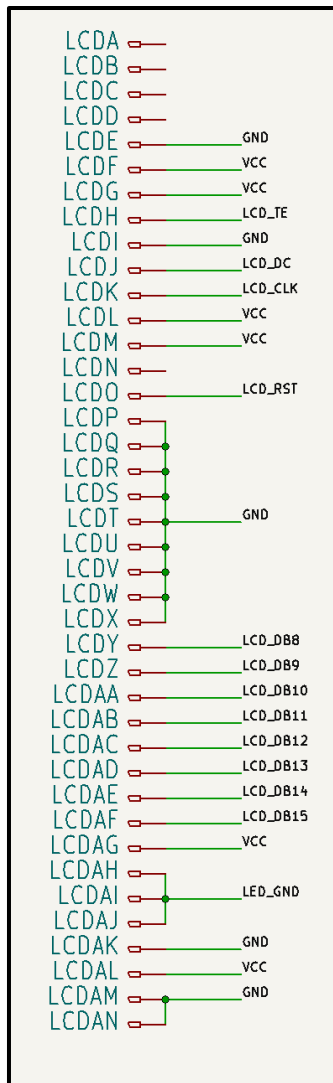 LCDA
LCDB
LCDC
LCDD
LCDE GND
LCDF VCC
LCDG VCC
LCDH LCD_TE
LCDI GND
LCDJ LCD_DC
LCDK LCD_CLK
LCDL VCC
LCDM VCC
LCDN
LCDO LCD_RST
LCDP
LCDQ
LCDR
LCDS
LCDT GND
LCDU
LCDV
LCDW
LCDX
LCDY LCD_DB8
LCDZ LCD_DB9
LCDAA LCD_DB10
LCDAB LCD_DB11
LCDAC LCD_DB12
LCDAD LCD_DB13
LCDAE LCD_DB14
LCDAF LCD_DB15
LCDAG VCC
LCDAH
LCDAI LED_GND
LCDAJ
LCDAK GND
LCDAL VCC
LCDAM GND
LCDAN